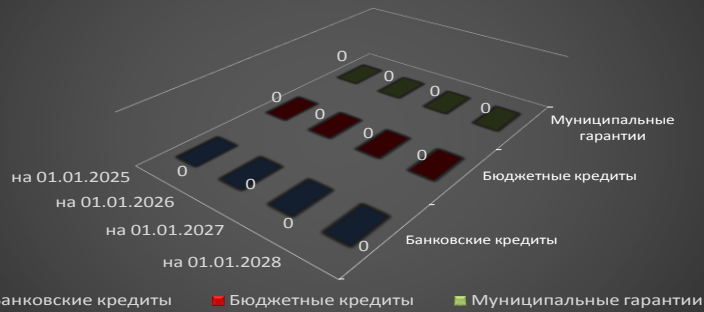 0
0
0
0
0
0
0
0
0
0
0
0
Муниципальные
гарантии
Бюджетные кредиты
Банковские кредиты
на 01.01.2025
на 01.01.2026
на 01.01.2027
на 01.01.2028
анковские кредиты
Бюджетные кредиты
Муниципальные гарантии